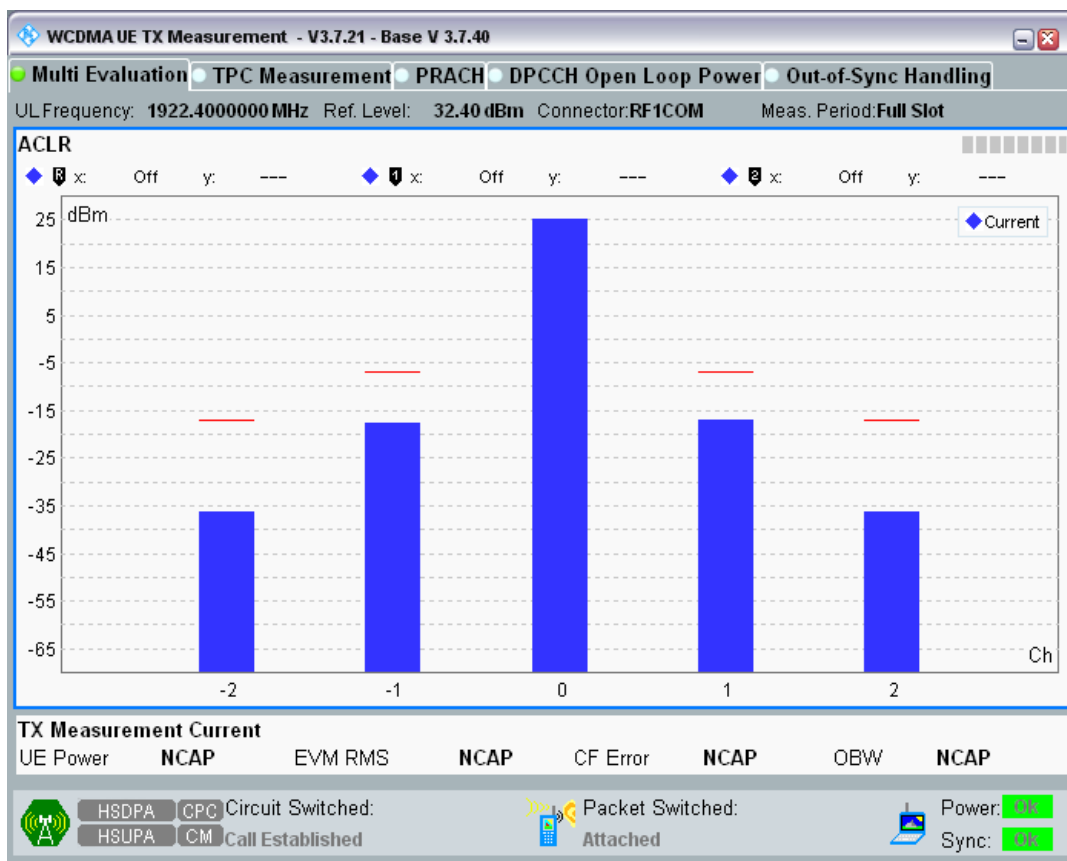 WCDMA UE TX Measurement - V3.7.21 - Base V 3.7.40
Multi Evaluation TPC Measurement PRACH DPCCH Open Loop Power Out-of-Sync Handling
UL Frequency: 1922.4000000 MHz Ref. Level: 32.40 dBm Connector:RF1COM Meas. Period:Full Slot
ACLR
R x: Off y: --- 1 x: Off y: --- 2 x: Off y: ---
dBm
Current
25
15
5
-5
-15
-25
-35
-45
-55
-65
Ch
-2 -1 0 1 2
TX Measurement Current
UE Power NCAP EVM RMS NCAP CF Error NCAP OBW NCAP
HSDPA CPC Circuit Switched: Packet Switched: Power: Ok
HSUPA CM Call Established Attached Sync: Ok